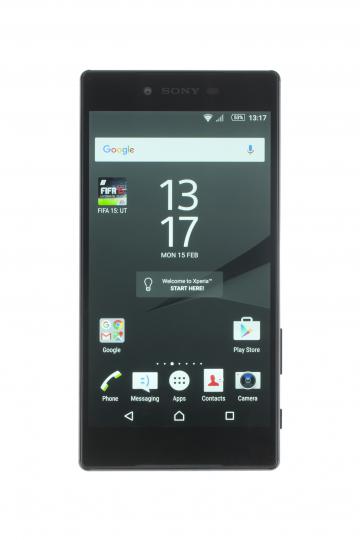 SONY
53% 13:17
Google
FIFA 15: UT
13
17
MON 15 FEB
Welcome to Xperia™
START HERE!
Google
Play Store
Phone
Messaging
Apps
Contacts
Camera